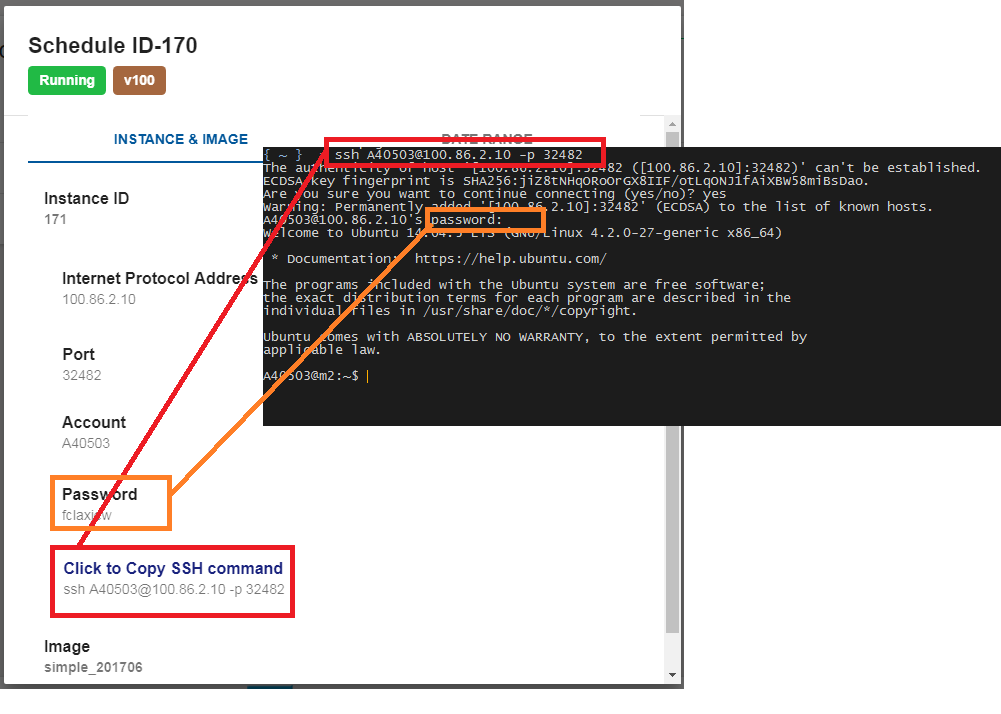 Schedule ID-170
Running v100
INSTANCE & IMAGE
DATE RANGE
Instance ID
171
Internet Protocol Address
100.86.2.10
Port
32482
Account
A40503
Password
Click to Copy SSH command
ssh A40503@100.86.2.10 -p 32482
Image
simple_201706
{ ~ } ssh A40503@100.86.2.10 -p 32482
The authenticity of host '[100.86.2.10]:32482 ([100.86.2.10]:32482)' can't be established.
ECDSA key fingerprint is
Are you sure you want to continue connecting (yes/no)? yes
Warning: Permanently added '[100.86.2.10]:32482' (ECDSA) to the list of known hosts.
A40503@100.86.2.10's password:
Welcome to Ubuntu 14.04.5 LTS (GNU/Linux 4.2.0-27-generic x86_64)
* Documentation: https://help.ubuntu.com/
The programs included with the Ubuntu system are free software;
the exact distribution terms for each program are described in the
individual files in /usr/share/doc/*/copyright.
Ubuntu comes with ABSOLUTELY NO WARRANTY, to the extent permitted by
applicable law.
A40503@m2:~$